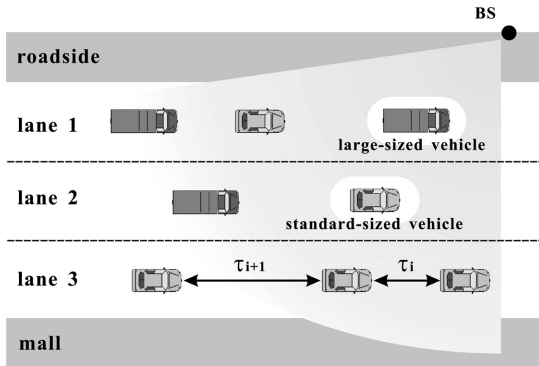 BS
roadside
lane 1
large-sized vehicle
lane 2
standard-sized vehicle
τi+1
τi
lane 3
mall